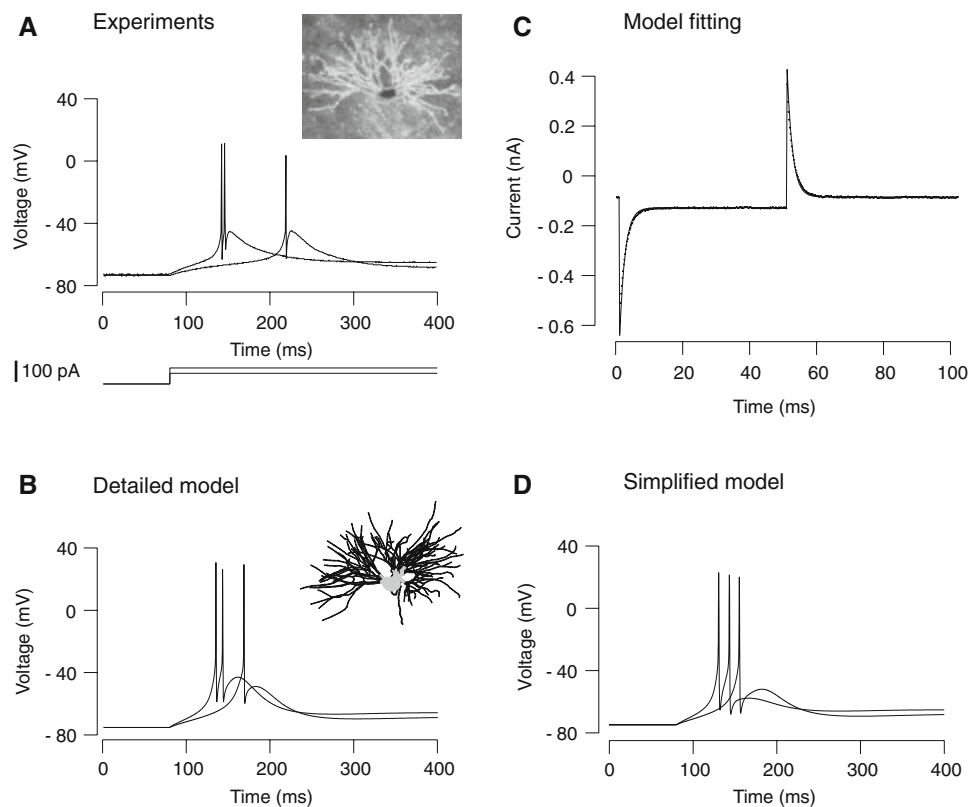 A Experiments
40
0
- 40
- 80
Voltage (mV)
0 100 200 300 400
Time (ms)
100 pA
C Model fitting
0.4
0.2
0
- 0.2
- 0.4
- 0.6
Current (nA)
0 20 40 60 80 100
Time (ms)
B Detailed model
40
0
- 40
- 80
Voltage (mV)
0 100 200 300 400
Time (ms)
D Simplified model
40
0
- 40
- 80
Voltage (mV)
0 100 200 300 400
Time (ms)